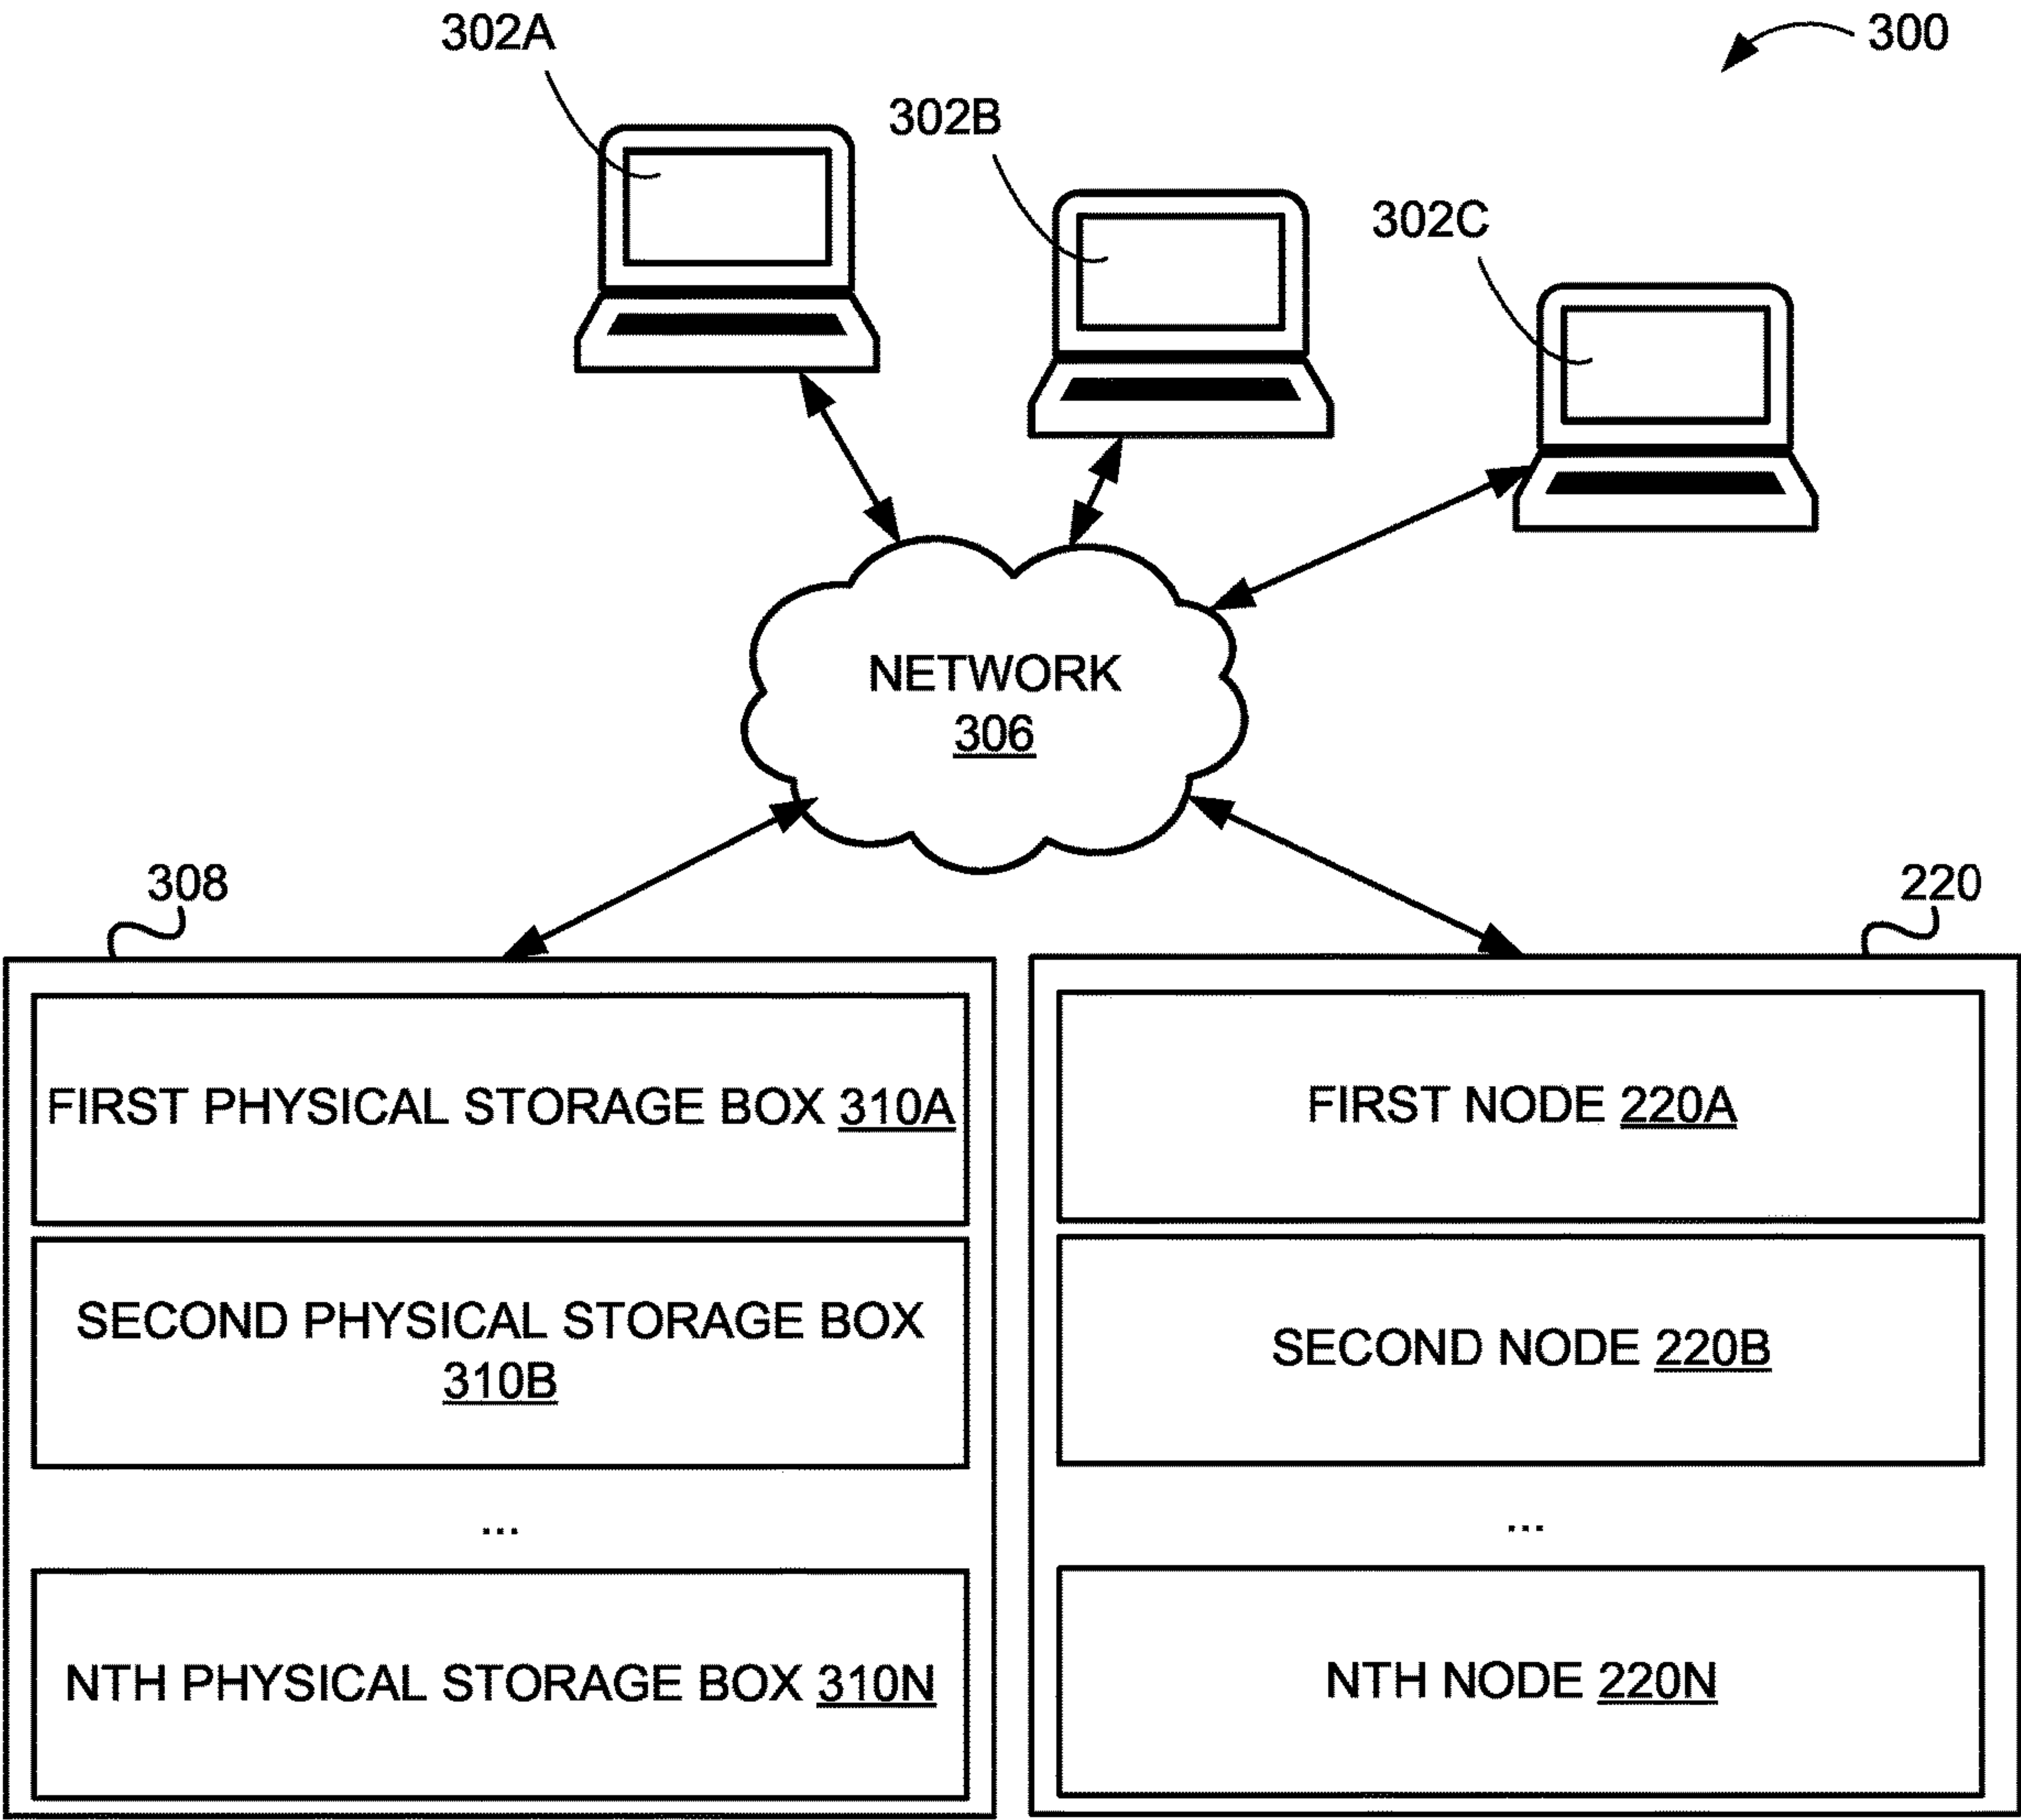 302A
300
302B
302C
NETWORK
306
308
220
FIRST PHYSICAL STORAGE BOX 310A
SECOND PHYSICAL STORAGE BOX
310B
...
NTH PHYSICAL STORAGE BOX 310N
FIRST NODE 220A
SECOND NODE 220B
...
NTH NODE 220N